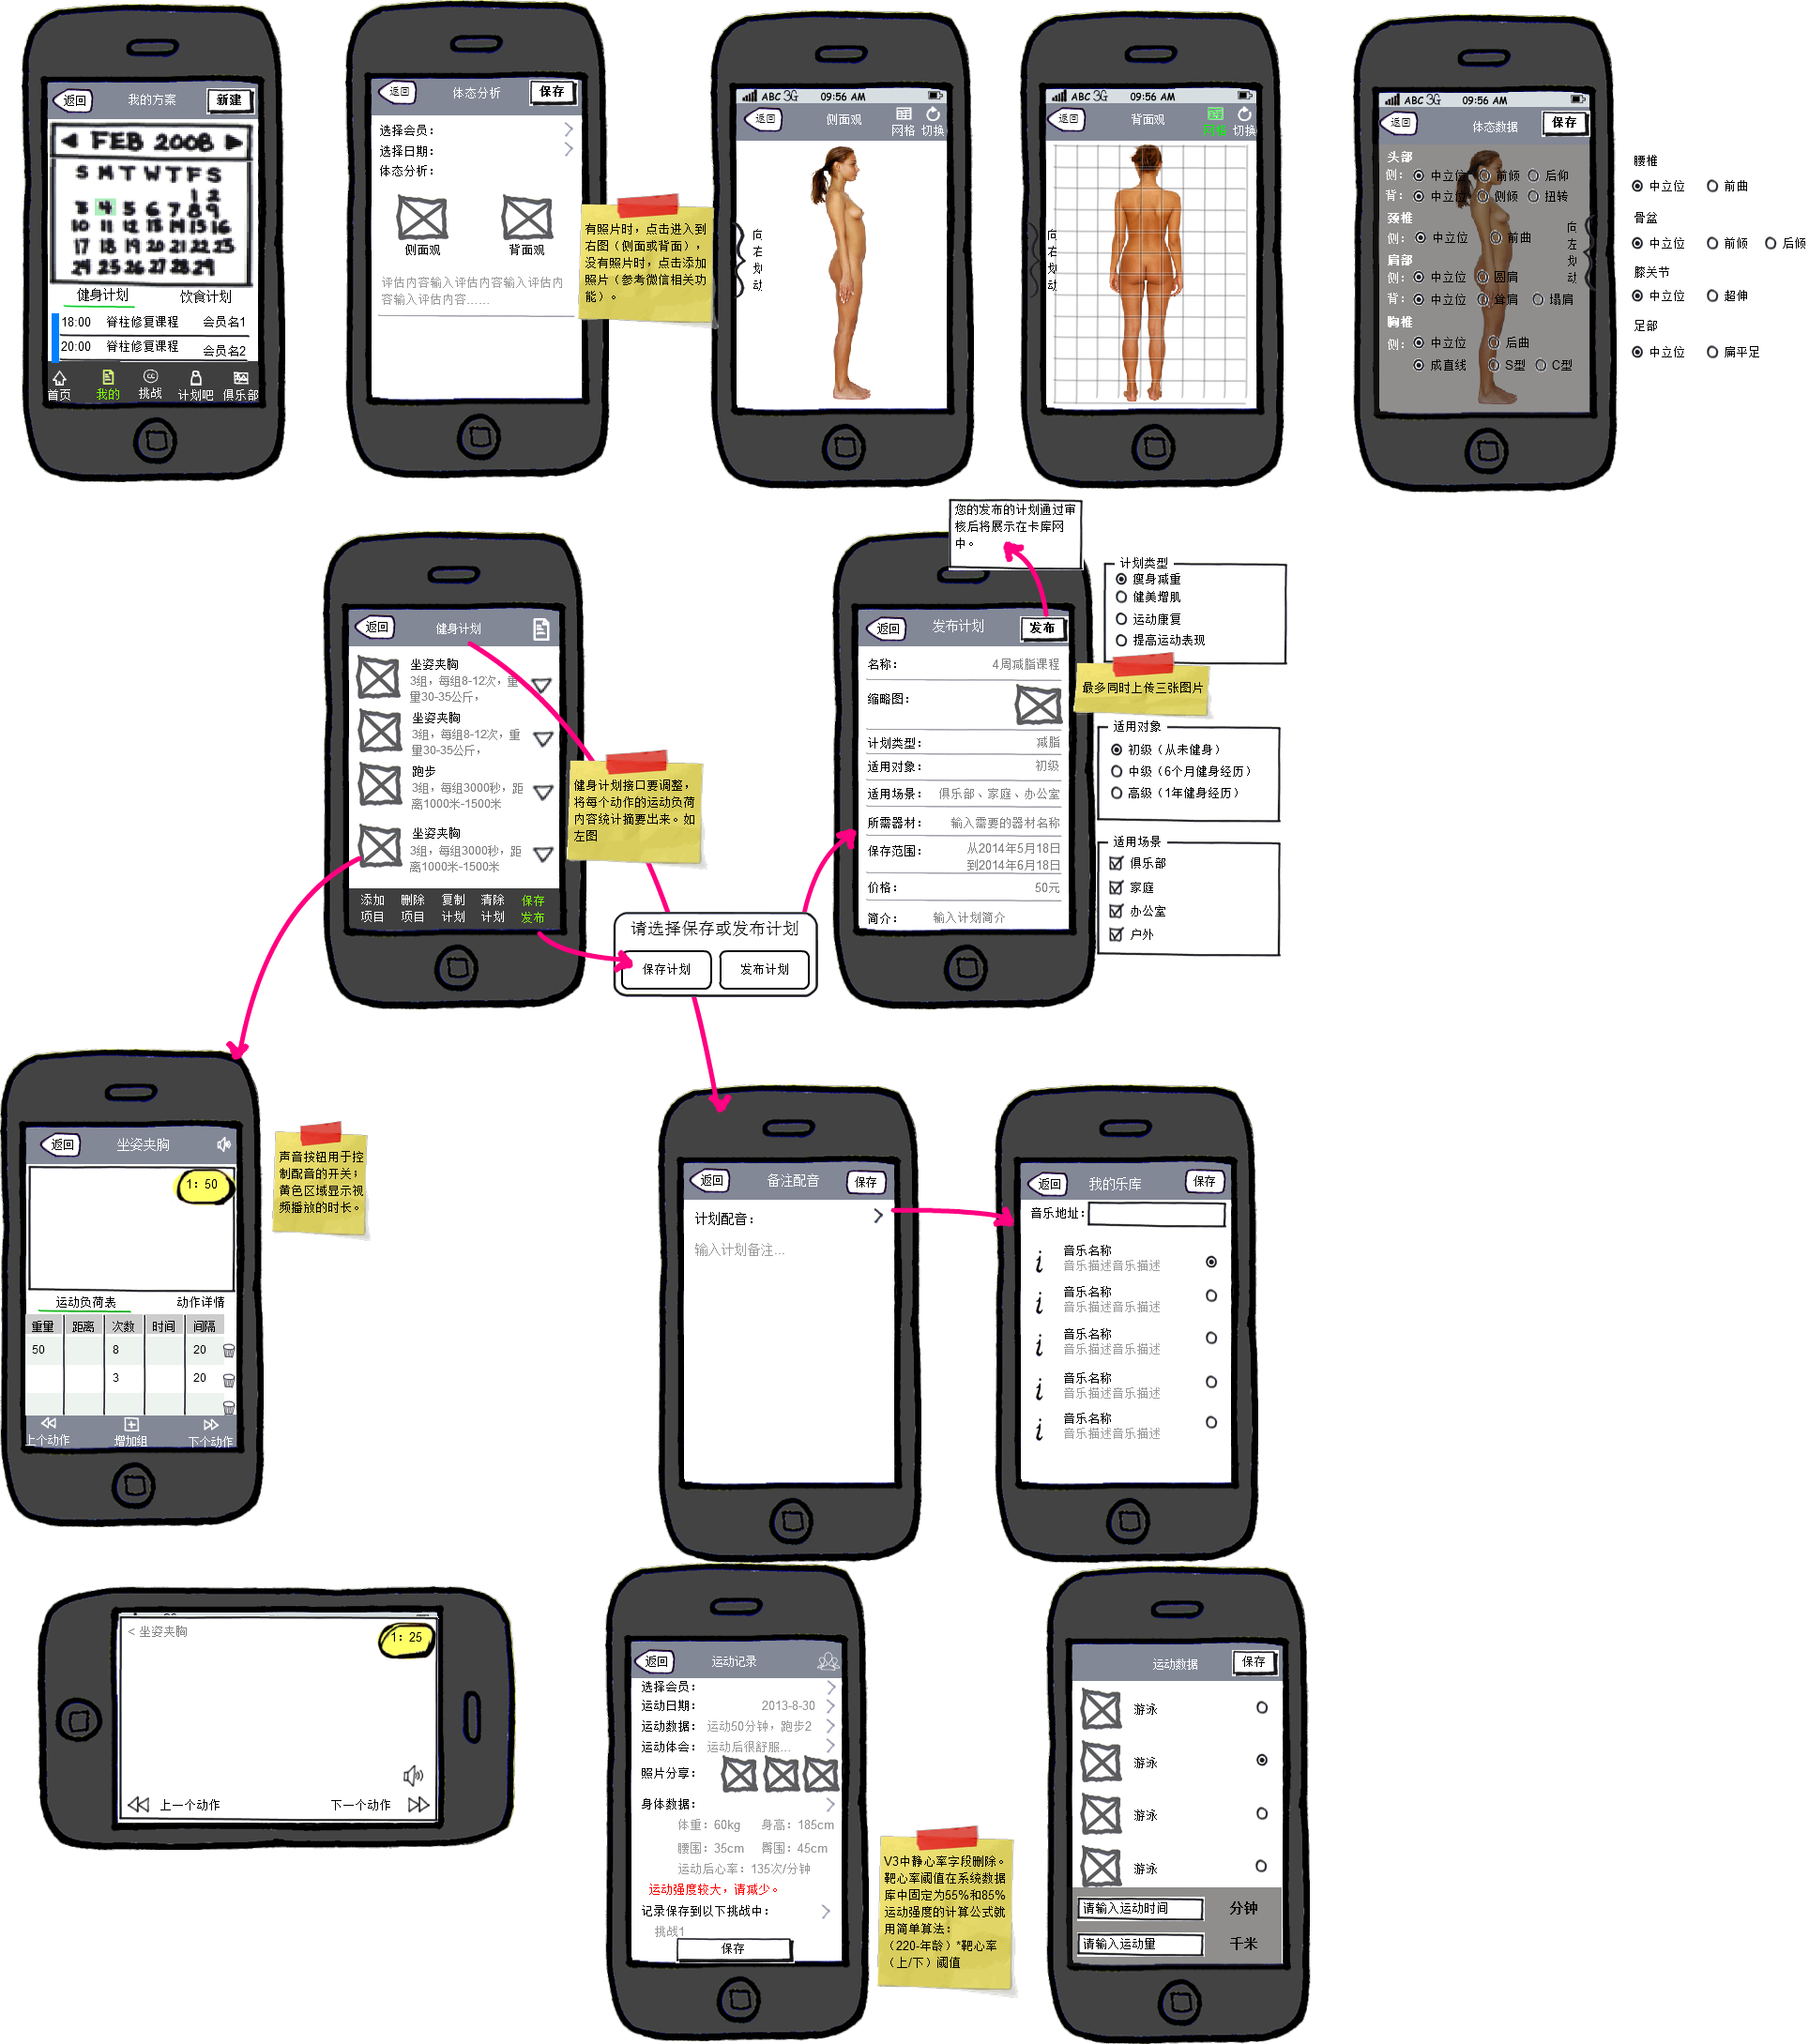 返回 我的方案 新建
FEB 2008
S M T W T F S
1 2
3 4 5 6 7 8 9
10 11 12 13 14 15 16
17 18 19 20 21 22 23
24 25 26 27 28 29
健身计划 饮食计划
18:00 脊柱修复课程 会员名1
20:00 脊柱修复课程 会员名2
首页 我的 挑战 计划吧 俱乐部
返回 体态分析 保存
选择会员:
选择日期:
体态分析:
侧面观 背面观
评估内容输入评估内容输入评估内
容输入评估内容......
有照片时，点击进入到
右图（侧面或背面），
没有照片时，点击添加
照片（参考微信相关功
能）。
ABC 3G 09:56 AM
返回 侧面观 网格 切换
向
右
划
动
ABC 3G 09:56 AM
返回 背面观 网格 切换
向
右
划
动
ABC 3G 09:56 AM
返回 体态数据 保存
头部
侧: 中立位 前倾 后仰
背: 中立位 侧倾 扭转
颈椎
侧: 中立位 前曲
肩部
侧: 中立位 圆肩
背: 中立位 耸肩 塌肩
胸椎
侧: 中立位 后曲
成直线 S型 C型
向
左
划
动
腰椎
中立位 前曲
骨盆
中立位 前倾 后倾
膝关节
中立位 超伸
足部
中立位 扁平足
返回 健身计划
坐姿夹胸
3组，每组8-12次，重
量30-35公斤，
坐姿夹胸
3组，每组8-12次，重
量30-35公斤，
跑步
3组，每组3000秒，距
离1000米-1500米
坐姿夹胸
3组，每组3000秒，距
离1000米-1500米
添加 删除 复制 清除 保存
项目 项目 计划 计划 发布
健身计划接口要调整，
将每个动作的运动负荷
内容统计摘要出来。如
左图
请选择保存或发布计划
保存计划 发布计划
您的发布的计划通过审
核后将展示在卡库网
中。
返回 发布计划 发布
名称: 4周减脂课程
缩略图:
计划类型: 减脂
适用对象: 初级
适用场景: 俱乐部、家庭、办公室
所需器材: 输入需要的器材名称
保存范围: 从2014年5月18日
到2014年6月18日
价格: 50元
简介: 输入计划简介
计划类型
瘦身减重
健美增肌
运动康复
提高运动表现
最多同时上传三张图片
适用对象
初级（从未健身）
中级（6个月健身经历）
高级（1年健身经历）
适用场景
俱乐部
家庭
办公室
户外
返回 坐姿夹胸
1: 50
运动负荷表 动作详情
重量 距离 次数 时间 间隔
50 8 20
3 20
上个动作 增加组 下个动作
声音按钮用于控
制配音的开关；
黄色区域显示视
频播放的时长。
返回 备注配音 保存
计划配音:
输入计划备注...
返回 我的乐库 保存
音乐地址:
音乐名称
音乐描述音乐描述
音乐名称
音乐描述音乐描述
音乐名称
音乐描述音乐描述
音乐名称
音乐描述音乐描述
音乐名称
音乐描述音乐描述
< 坐姿夹胸
1: 25
上一个动作 下一个动作
返回 运动记录
选择会员:
运动日期: 2013-8-30
运动数据: 运动50分钟，跑步2
运动体会: 运动后很舒服...
照片分享:
身体数据:
体重: 60kg 身高: 185cm
腰围: 35cm 臀围: 45cm
运动后心率: 135次/分钟
运动强度较大，请减少。
记录保存到以下挑战中:
挑战1
保存
V3中静心率字段删除。
靶心率阈值在系统数据
库中固定为55%和85%
运动强度的计算公式就
用简单算法:
（220-年龄）*靶心率
（上/下）阈值
运动数据 保存
游泳
游泳
游泳
游泳
请输入运动时间 分钟
请输入运动量 千米